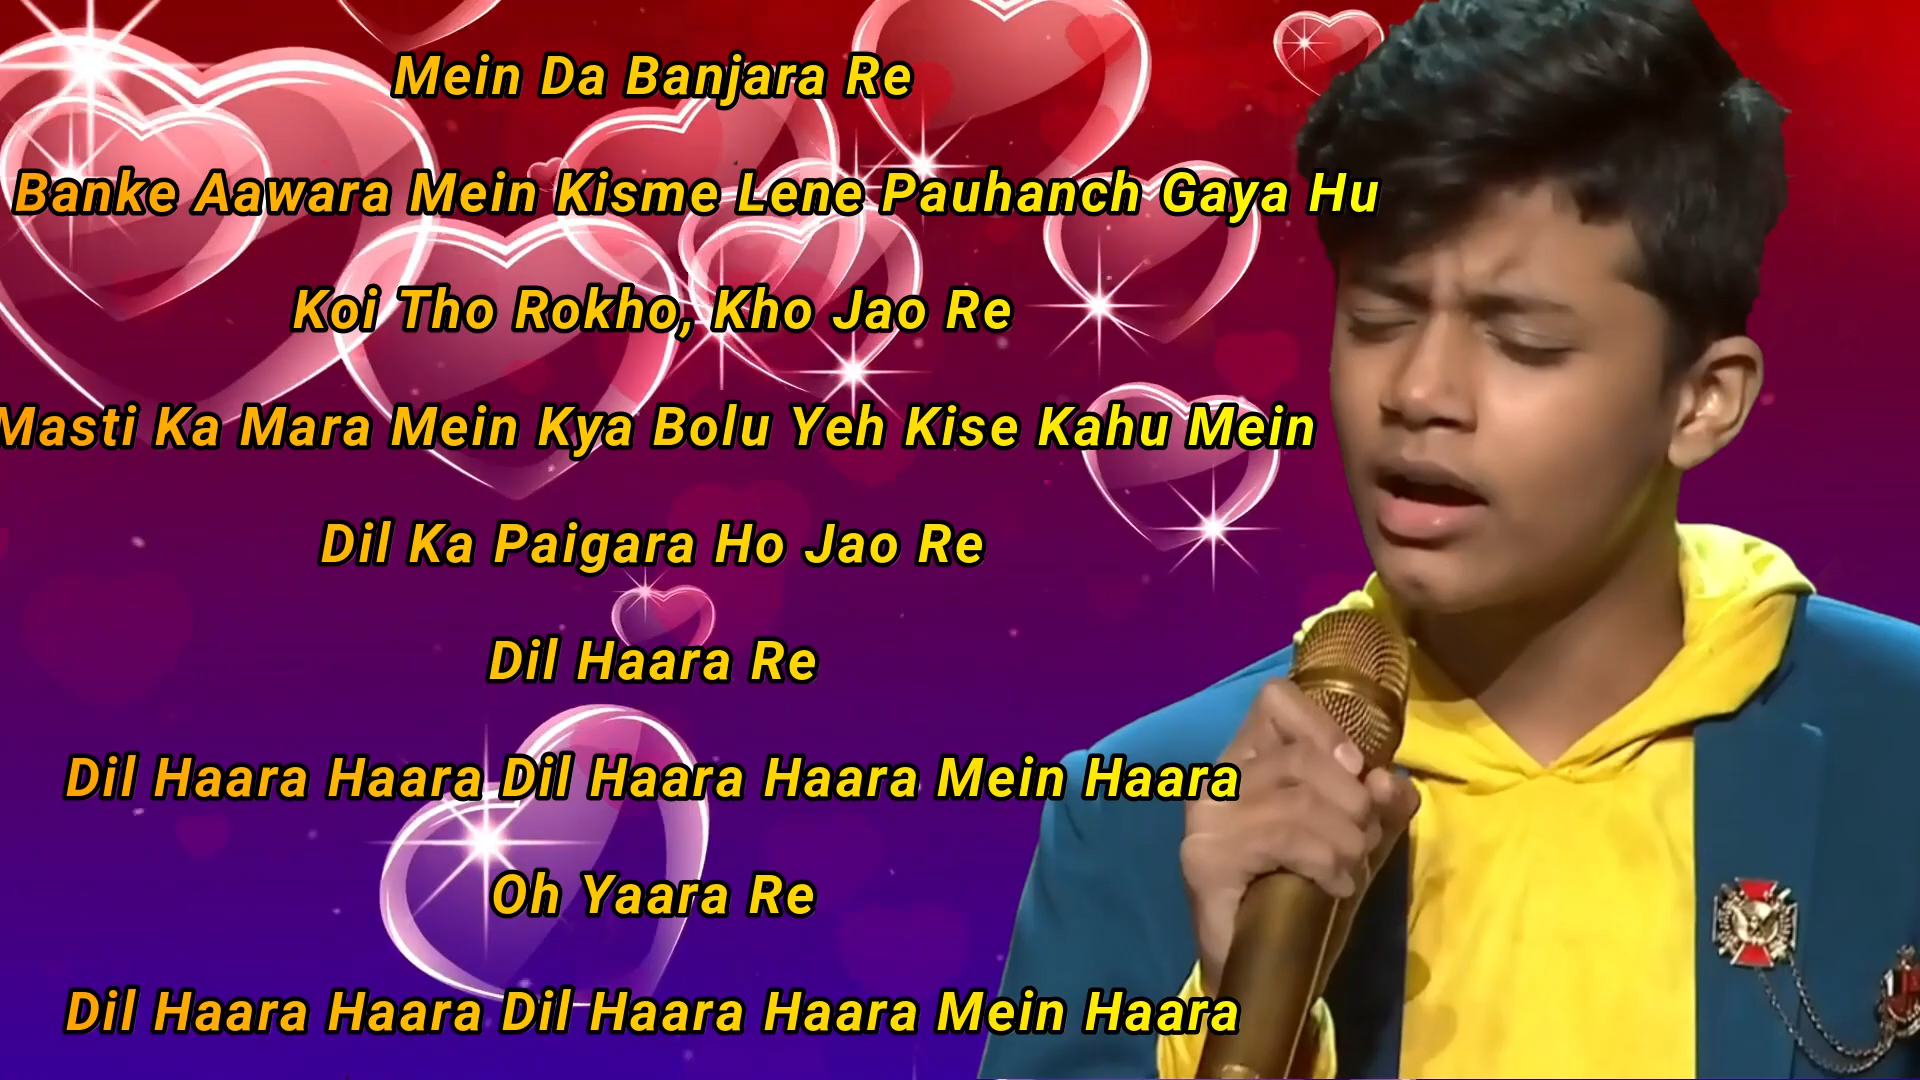 Mein Da Banjara Re
Banke Aawara Mein Kisme Lene Pauhanch Gaya Hu
Koi Tho Rokho, Kho Jao Re
Masti Ka Mara Mein Kya Bolu Yeh Kise Kahu Mein
Dil Ka Paigara Ho Jao Re
Dil Haara Re
Dil Haara Haara Dil Haara Haara Mein Haara
Oh Yaara Re
Dil Haara Haara Dil Haara Haara Mein Haara